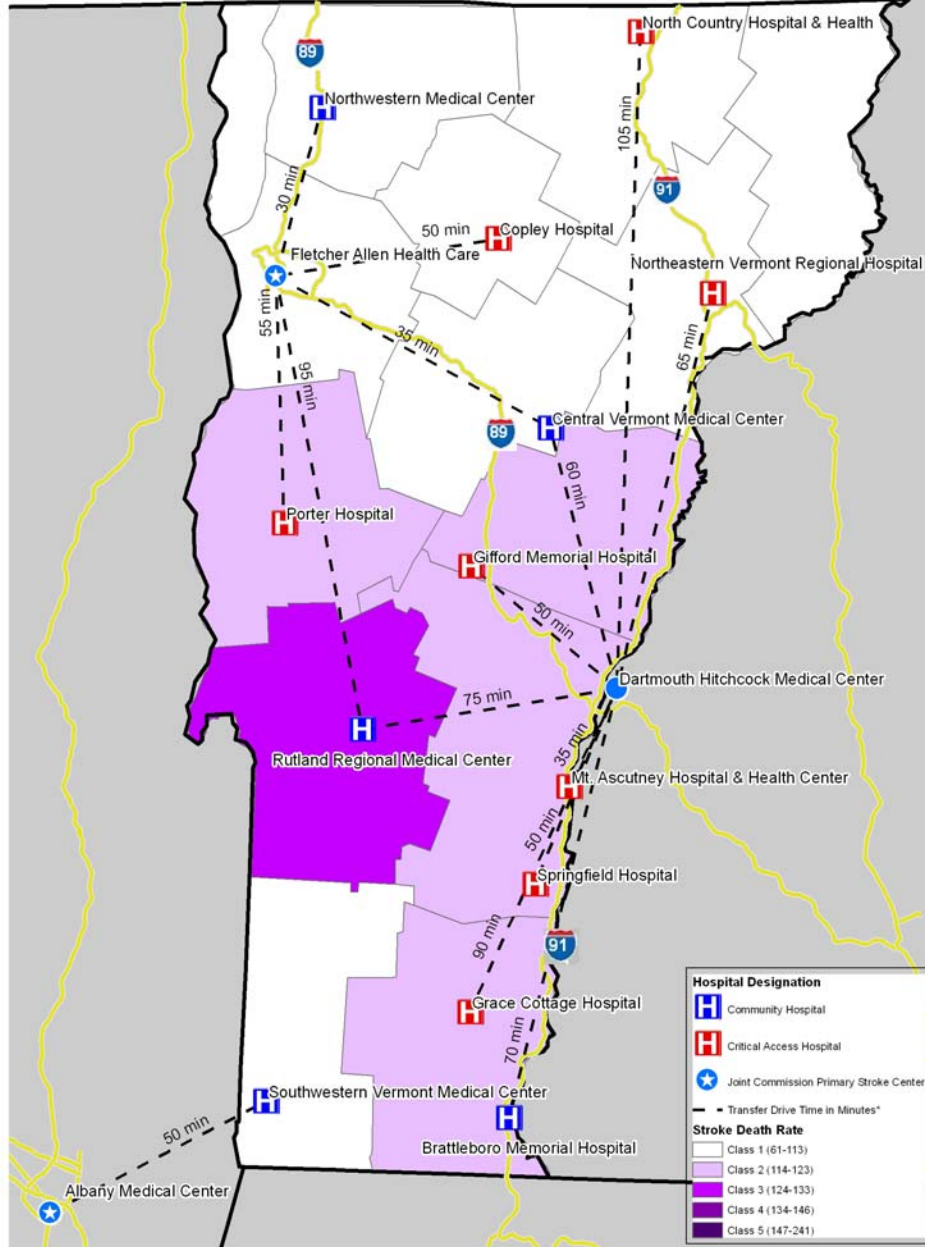 North Country Hospital & Health
89
Northwestern Medical Center
105 min
91
30 min
50 min
Copley Hospital
Fletcher Allen Health Care
Northeastern Vermont Regional Hospital
55 min
95 min
35 min
65 min
89
Central Vermont Medical Center
60 min
Porter Hospital
Gifford Memorial Hospital
50 min
Dartmouth Hitchcock Medical Center
75 min
Rutland Regional Medical Center
35 min
Mt. Ascutney Hospital & Health Center
50 min
Springfield Hospital
91
90 min
Grace Cottage Hospital
70 min
Southwestern Vermont Medical Center
50 min
Brattleboro Memorial Hospital
Albany Medical Center
Hospital Designation
H Community Hospital
H Critical Access Hospital
Joint Commission Primary Stroke Center
Transfer Drive Time in Minutes*
Stroke Death Rate
Class 1 (61-113)
Class 2 (114-123)
Class 3 (124-133)
Class 4 (134-146)
Class 5 (147-241)